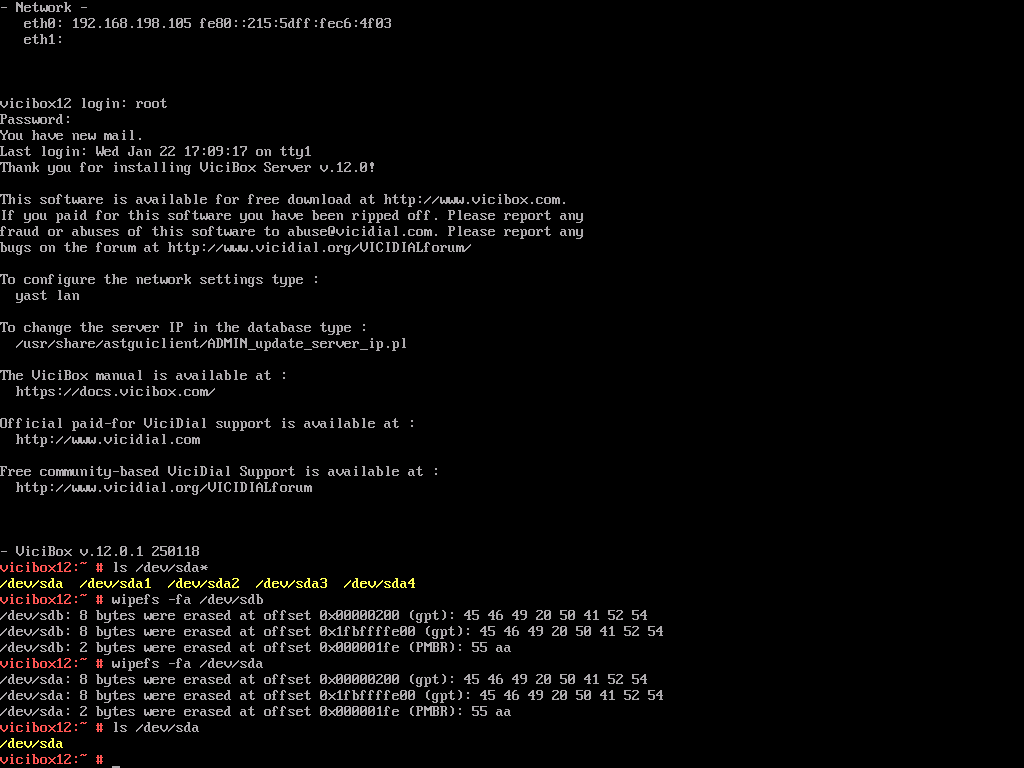 - Network -
   eth0: 192.168.198.105 fe80::215:5dff:fec6:4f03
   eth1:
vicibox12 login: root
Password:
You have new mail.
Last login: Wed Jan 22 17:09:17 on tty1
Thank you for installing ViciBox Server v.12.0!
This software is available for free download at http://www.vicibox.com.
If you paid for this software you have been ripped off. Please report any
fraud or abuses of this software to abuse@vicidial.com. Please report any
bugs on the forum at http://www.vicidial.org/VICIDIALforum/
To configure the network settings type :
  yast lan
To change the server IP in the database type :
  /usr/share/astguiclient/ADMIN_update_server_ip.pl
The ViciBox manual is available at :
  https://docs.vicibox.com/
Official paid-for ViciDial support is available at :
  http://www.vicidial.com
Free community-based ViciDial Support is available at :
  http://www.vicidial.org/VICIDIALforum
- ViciBox v.12.0.1 250118
vicibox12:~ # ls /dev/sda*
/dev/sda  /dev/sda1  /dev/sda2  /dev/sda3  /dev/sda4
vicibox12:~ # wipefs -fa /dev/sdb
/dev/sdb: 8 bytes were erased at offset 0x00000200 (gpt): 45 46 49 20 50 41 52 54
/dev/sdb: 8 bytes were erased at offset 0x1fbffffe00 (gpt): 45 46 49 20 50 41 52 54
/dev/sdb: 2 bytes were erased at offset 0x000001fe (PMBR): 55 aa
vicibox12:~ # wipefs -fa /dev/sda
/dev/sda: 8 bytes were erased at offset 0x00000200 (gpt): 45 46 49 20 50 41 52 54
/dev/sda: 8 bytes were erased at offset 0x1fbffffe00 (gpt): 45 46 49 20 50 41 52 54
/dev/sda: 2 bytes were erased at offset 0x000001fe (PMBR): 55 aa
vicibox12:~ # ls /dev/sda
/dev/sda
vicibox12:~ # _